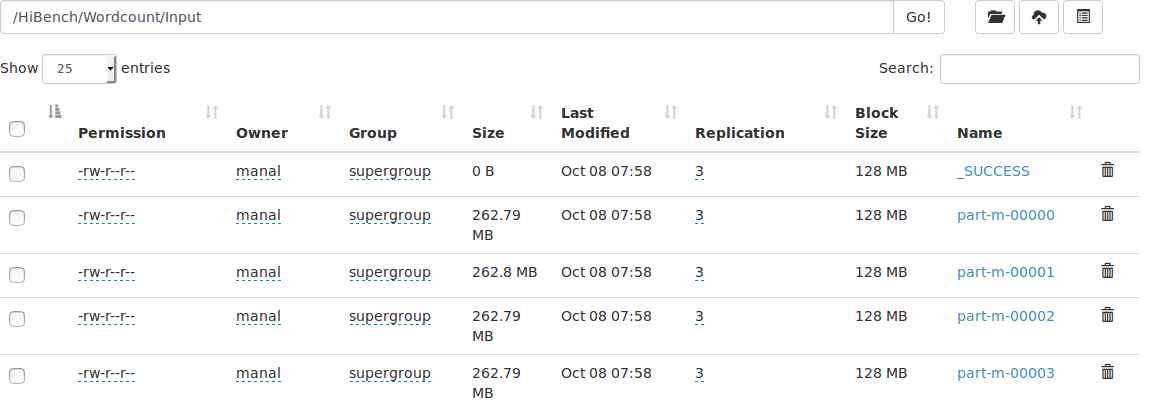 /HiBench/Wordcount/Input Go!
Show 25 entries Search:
Permission Owner Group Size Last Modified Replication Block Size Name
-rw-r--r-- manal supergroup 0 B Oct 08 07:58 3 128 MB _SUCCESS
-rw-r--r-- manal supergroup 262.79 MB Oct 08 07:58 3 128 MB part-m-00000
-rw-r--r-- manal supergroup 262.8 MB Oct 08 07:58 3 128 MB part-m-00001
-rw-r--r-- manal supergroup 262.79 MB Oct 08 07:58 3 128 MB part-m-00002
-rw-r--r-- manal supergroup 262.79 MB Oct 08 07:58 3 128 MB part-m-00003